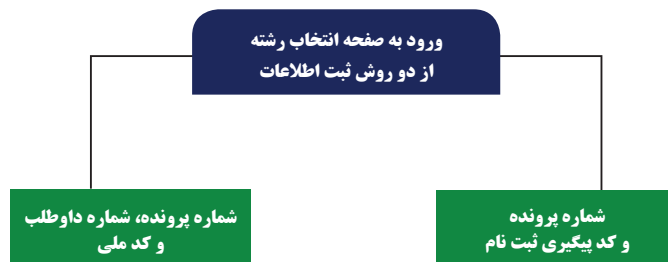 ورود به صفحه انتخاب رشته
از دو روش ثبت اطلاعات
شماره پرونده
و کد پیگیری ثبت نام
شماره پرونده، شماره داوطلب
و کد ملی